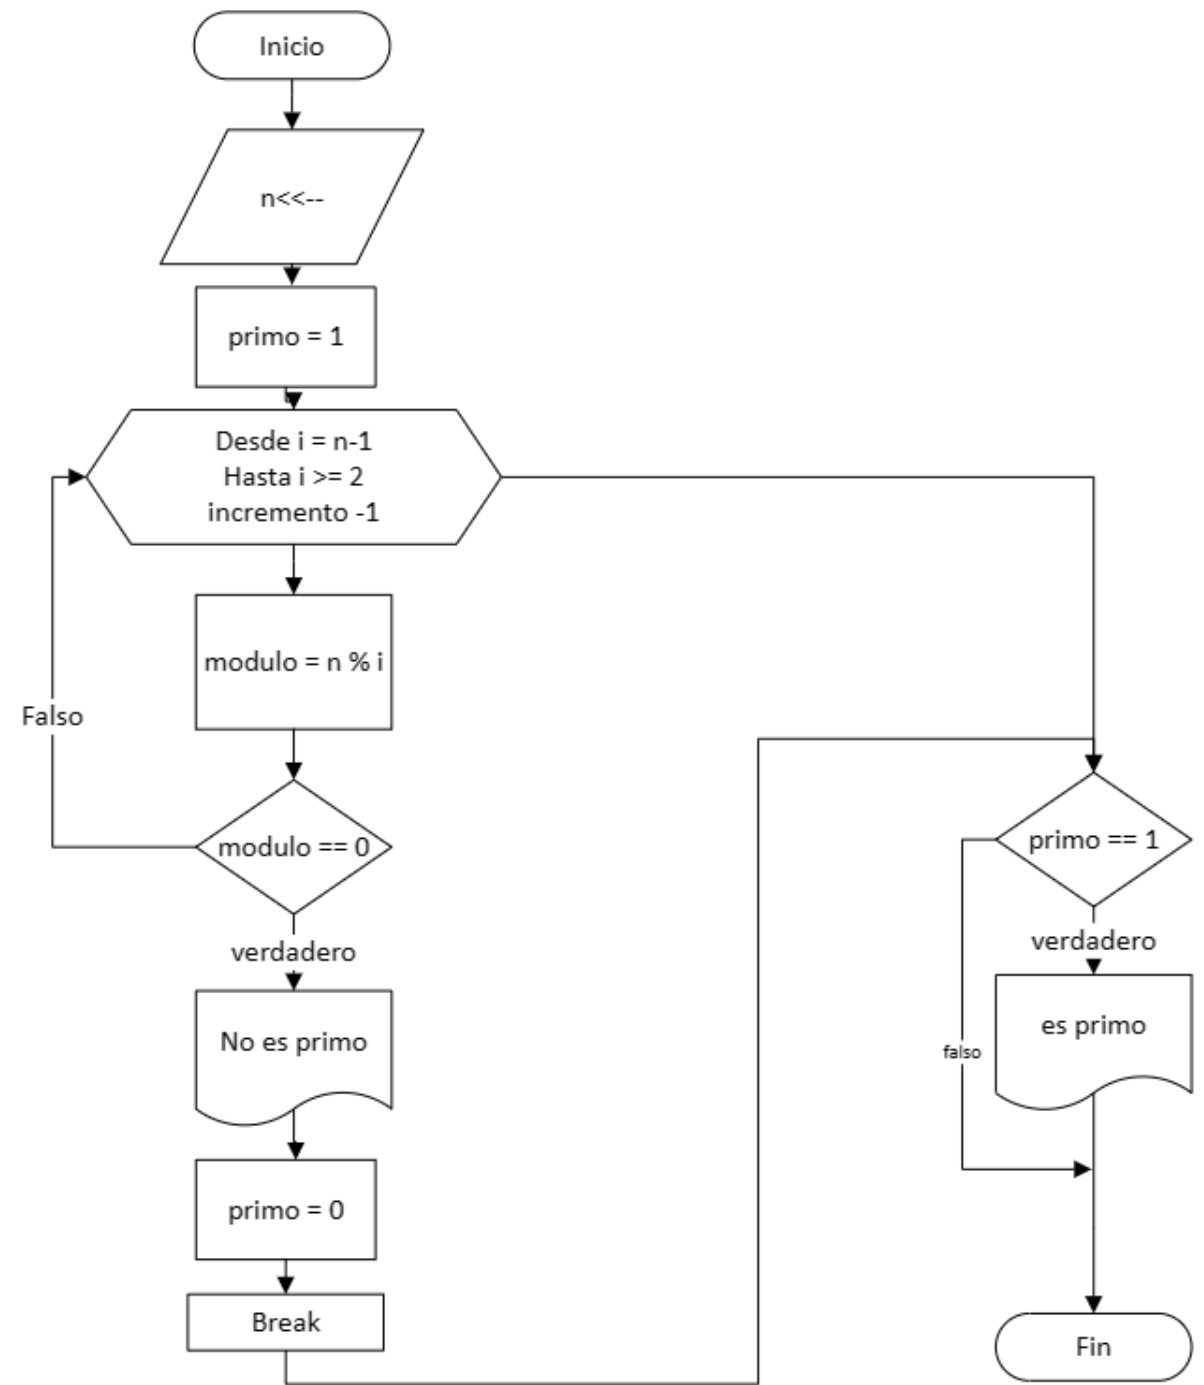 Inicio
n<<--
primo = 1
Desde i = n-1
Hasta i >= 2
incremento -1
modulo = n % i
Falso
modulo == 0
verdadero
No es primo
primo = 0
Break
primo == 1
verdadero
es primo
falso
Fin